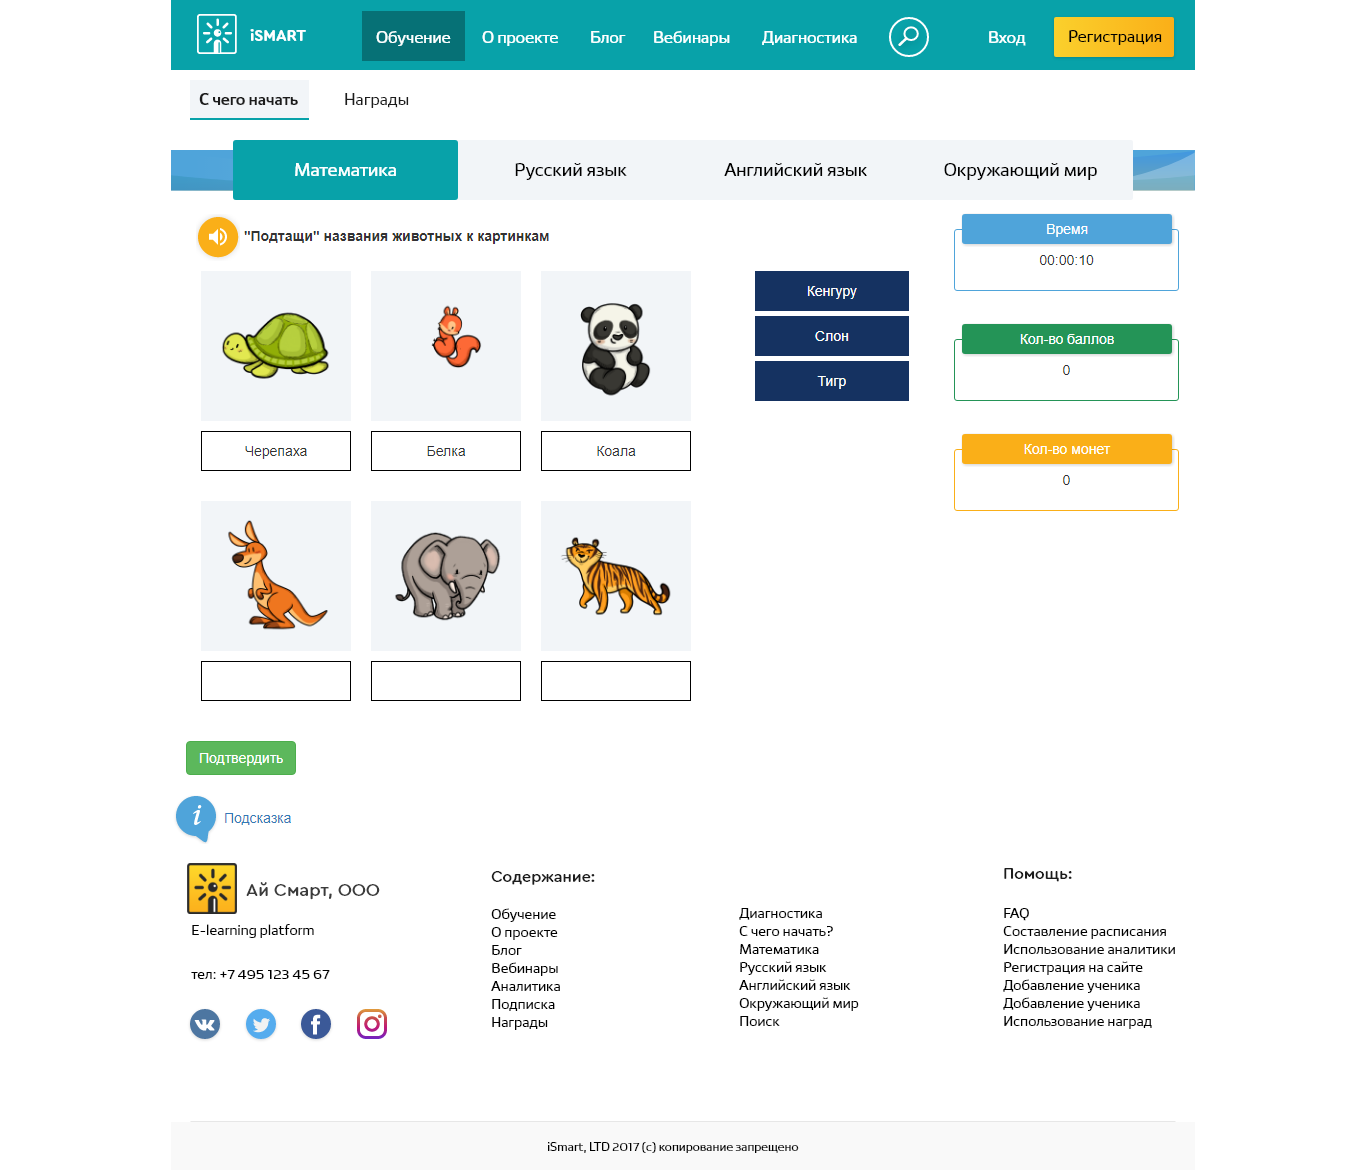 iSMART
Обучение
О проекте
Блог
Вебинары
Диагностика
Вход
Регистрация
С чего начать
Награды
Математика
Русский язык
Английский язык
Окружающий мир
"Подтащи" названия животных к картинкам
Черепаха
Белка
Коала
Кенгуру
Слон
Тигр
Время
00:00:10
Кол-во баллов
0
Кол-во монет
0
Подтвердить
i
Подсказка
Ай Смарт, ООО
E-learning platform
тел: +7 495 123 45 67
Содержание:
Обучение
О проекте
Блог
Вебинары
Аналитика
Подписка
Награды
Диагностика
С чего начать?
Математика
Русский язык
Английский язык
Окружающий мир
Поиск
Помощь:
FAQ
Составление расписания
Использование аналитики
Регистрация на сайте
Добавление ученика
Добавление ученика
Использование наград
iSmart, LTD 2017 (c) копирование запрещено